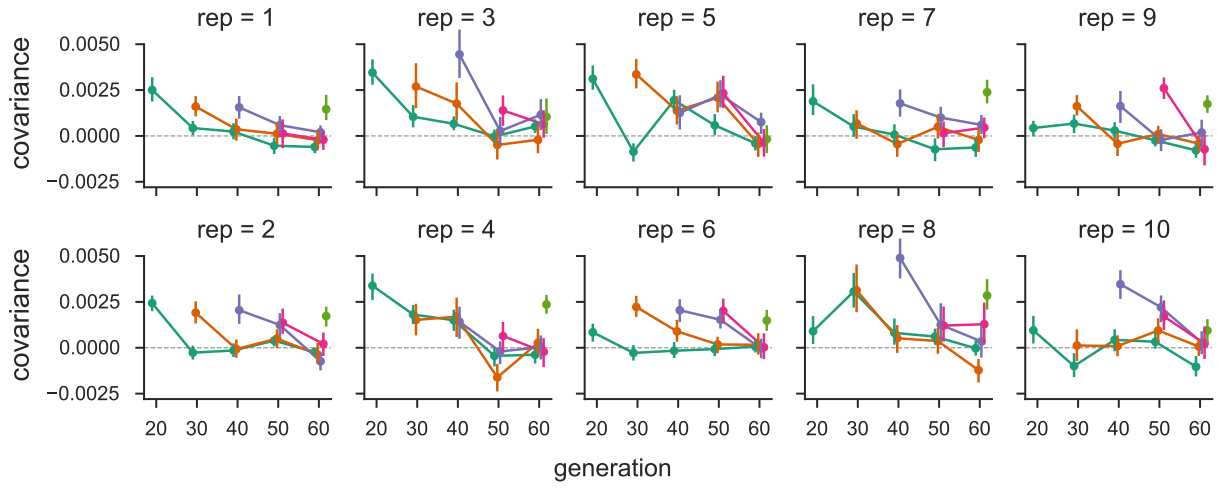 rep = 1 rep = 3 rep = 5 rep = 7 rep = 9
covariance
0.0050
0.0025
0.0000
−0.0025
rep = 2 rep = 4 rep = 6 rep = 8 rep = 10
covariance
0.0050
0.0025
0.0000
−0.0025
20 30 40 50 60 20 30 40 50 60 20 30 40 50 60 20 30 40 50 60 20 30 40 50 60
generation